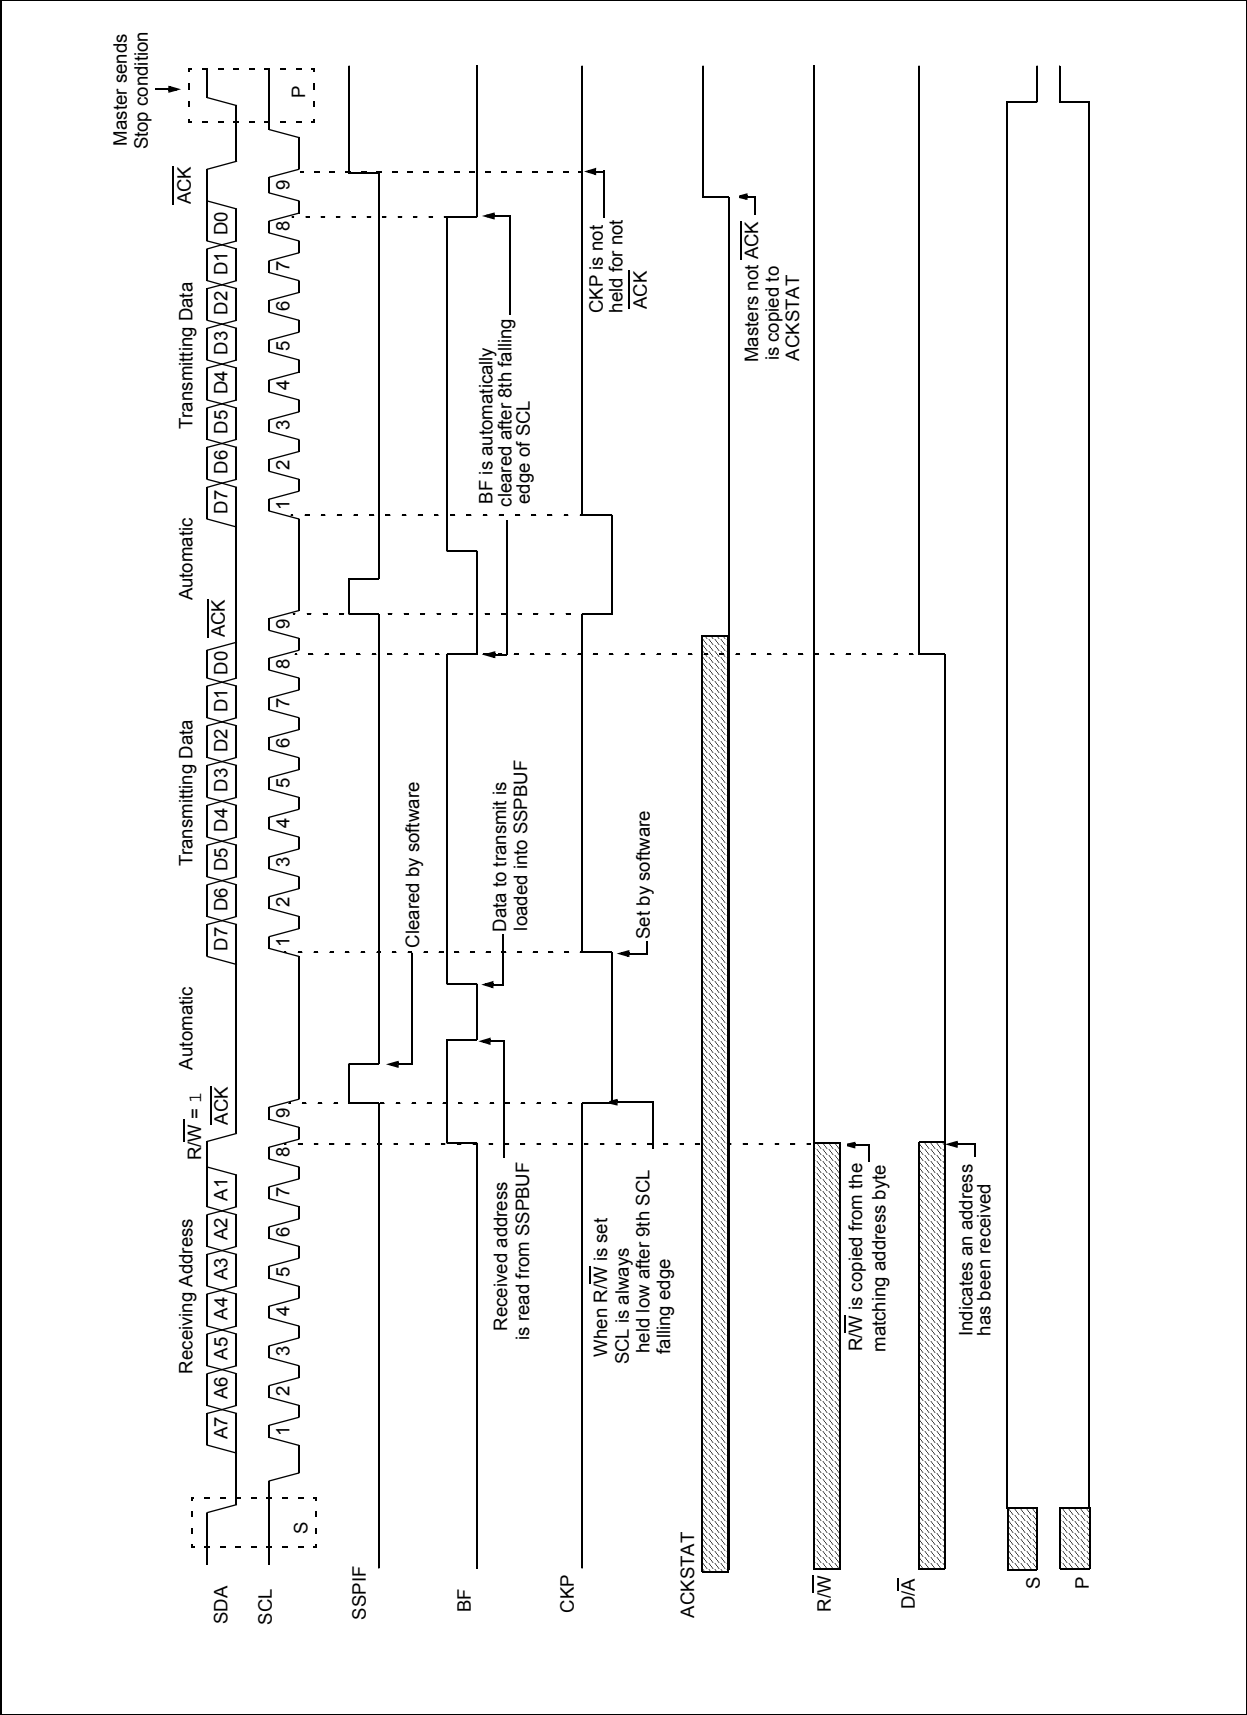 Master sends
Stop condition
Receiving Address
R/W = 1
Automatic
Transmitting Data
Automatic
Transmitting Data
ACK
SDA
A7 A6 A5 A4 A3 A2 A1
ACK
D7 D6 D5 D4 D3 D2 D1 D0
ACK
D7 D6 D5 D4 D3 D2 D1 D0
SCL
S
1 2 3 4 5 6 7 8 9
1 2 3 4 5 6 7 8 9
1 2 3 4 5 6 7 8 9
P
SSPIF
Cleared by software
BF
Received address
is read from SSPBUF
Data to transmit is
loaded into SSPBUF
BF is automatically
cleared after 8th falling
edge of SCL
CKP
When R/W is set
SCL is always
held low after 9th SCL
falling edge
Set by software
CKP is not
held for not
ACK
ACKSTAT
Masters not ACK
is copied to
ACKSTAT
R/W
R/W is copied from the
matching address byte
D/A
Indicates an address
has been received
S
P